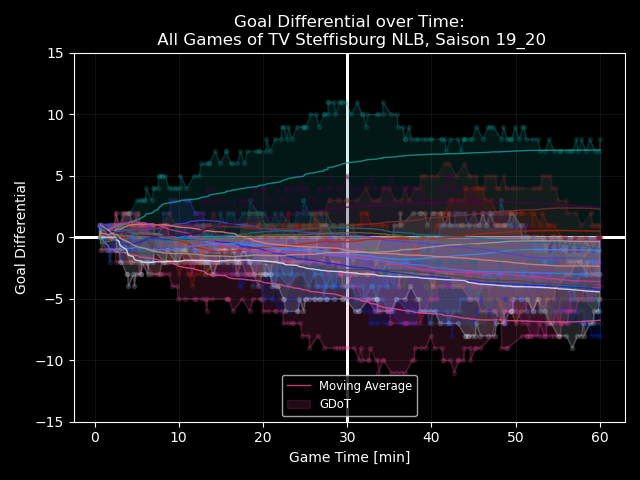 Goal Differential over Time:
All Games of TV Steffisburg NLB, Saison 19_20
15
10
5
0
−5
−10
−15
Goal Differential
0 10 20 30 40 50 60
Game Time [min]
Moving Average
GDoT